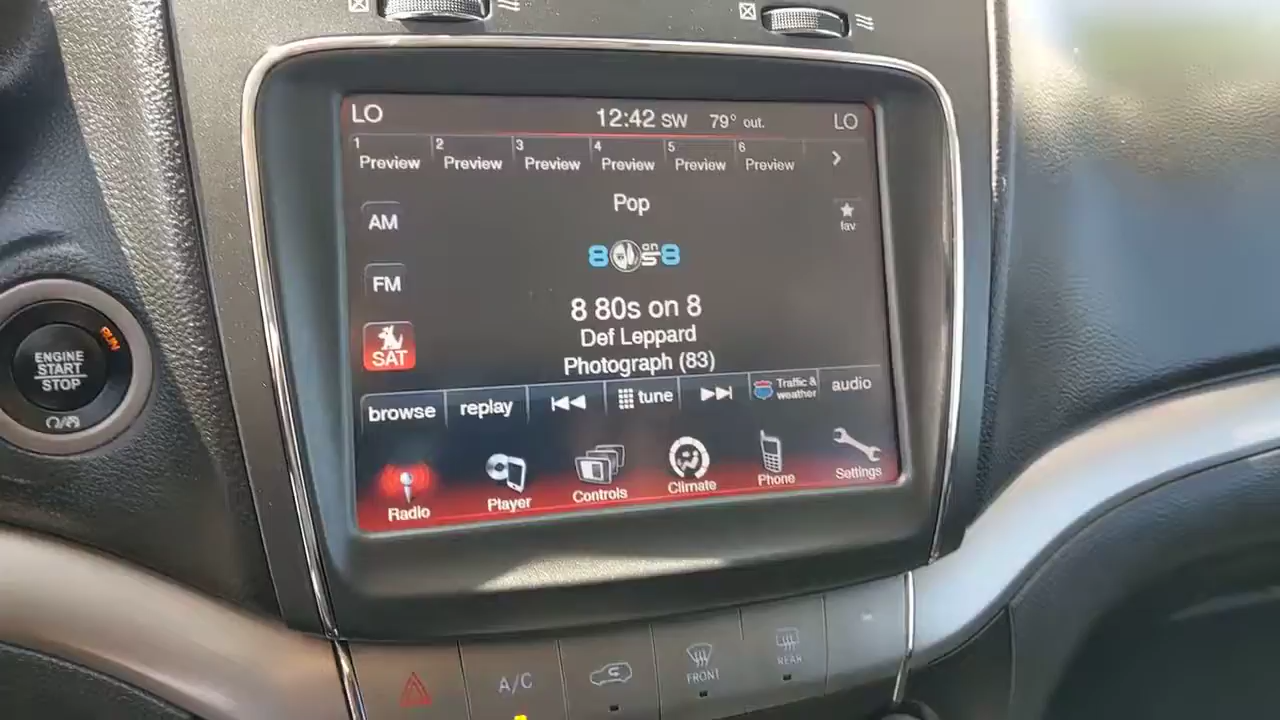 LO 12:42 SW 79° out. LO
1 Preview 2 Preview 3 Preview 4 Preview 5 Preview 6 Preview >
Pop
AM
fav
8 on 8
FM
8 80s on 8
Def Leppard
SAT
Photograph (83)
browse replay tune Traffic & weather audio
Radio Player Controls Climate Phone Settings
RUN
ENGINE
START
STOP
A/C FRONT REAR